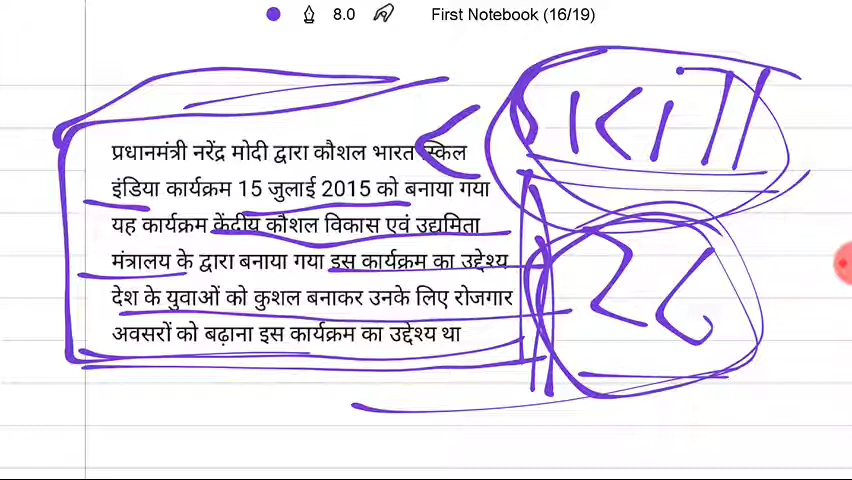 8.0 First Notebook (16/19)
प्रधानमंत्री नरेंद्र मोदी द्वारा कौशल भारत स्किल
इंडिया कार्यक्रम 15 जुलाई 2015 को बनाया गया
यह कार्यक्रम केंदीय कौशल विकास एवं उद्यमिता
मंत्रालय के द्वारा बनाया गया इस कार्यक्रम का उद्देश्य
देश के युवाओं को कुशल बनाकर उनके लिए रोजगार
अवसरों को बढ़ाना इस कार्यक्रम का उद्देश्य था
Skill